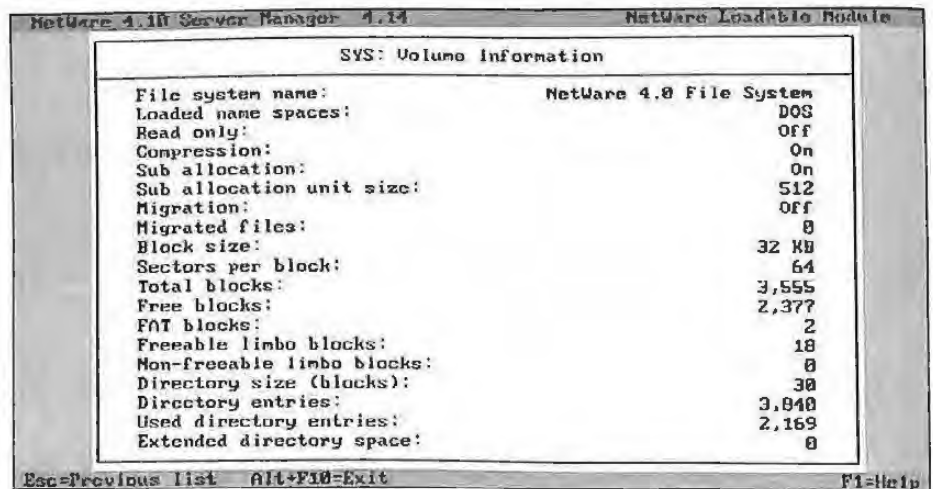 NetWare 4.10 Server Manager 4.14 NetWare Loadable Module
SYS: Volume Information
File system name: NetWare 4.0 File System
Loaded name spaces: DOS
Read only: Off
Compression: On
Sub allocation: On
Sub allocation unit size: 512
Migration: Off
Migrated files: 0
Block size: 32 KB
Sectors per block: 64
Total blocks: 3,555
Free blocks: 2,377
FAT blocks: 2
Freeable limbo blocks: 18
Non-freeable limbo blocks: 0
Directory size (blocks): 30
Directory entries: 3,840
Used directory entries: 2,169
Extended directory space: 0
Esc=Previous list Alt+F10=Exit F1=Help